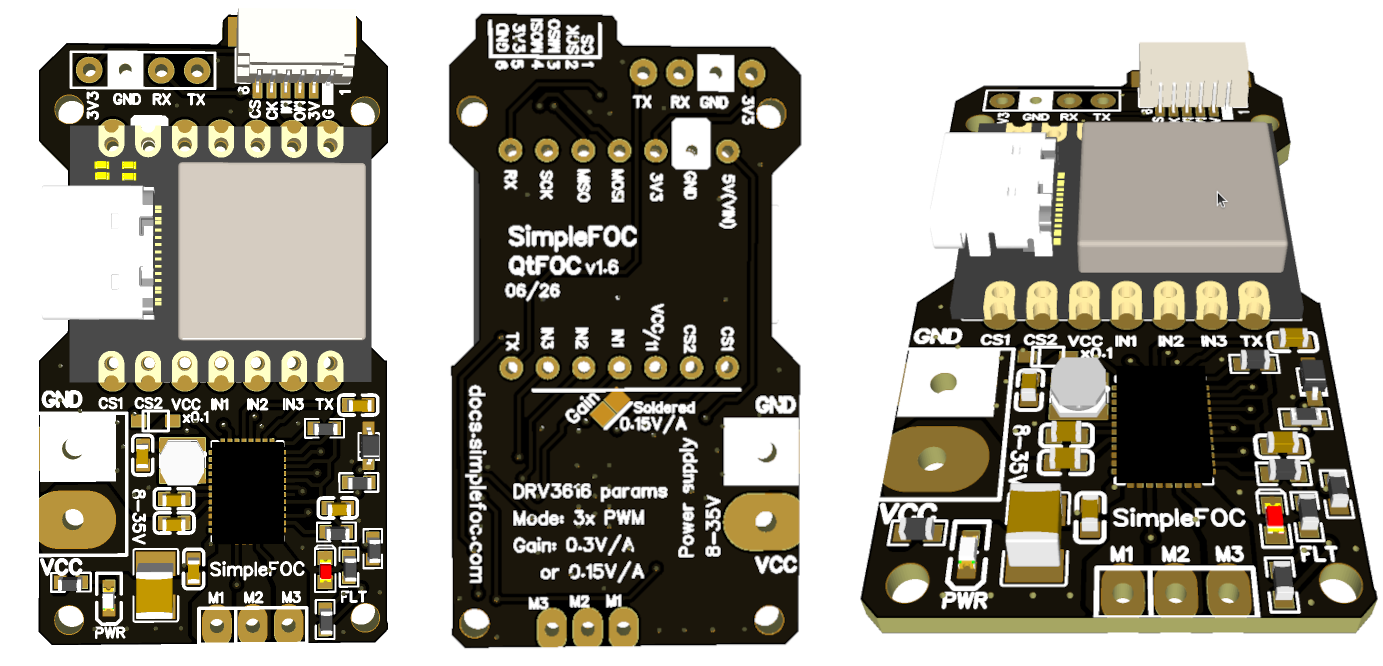 3V3
GND
RX
TX
8
CS
CK
3V
G
1
CS1
CS2
VCC
x0.1
IN1
IN2
IN3
TX
GND
8-35V
VCC
PWR
SimpleFOC
M1
M2
M3
FLT
GND
3V3
MOSI
MISO
SCK
CS
6
5
4
3
2
1
TX
RX
GND
3V3
RX
SCK
MISO
MOSI
3V3
GND
5V(VIN)
SimpleFOC
QtFOC v1.6
06/26
TX
IN3
IN2
IN1
VCC/11
CS2
CS1
docs.simplefoc.com
Gain
Soldered
0.15V/A
Power supply
8-35V
GND
VCC
DRV3616 params
Mode: 3x PWM
Gain: 0.3V/A
or 0.15V/A
M3
M2
M1
GND
RX
TX
1
GND
CS1
CS2
VCC
x0.1
IN1
IN2
IN3
TX
8-35V
VCC
PWR
SimpleFOC
M1
M2
M3
FLT